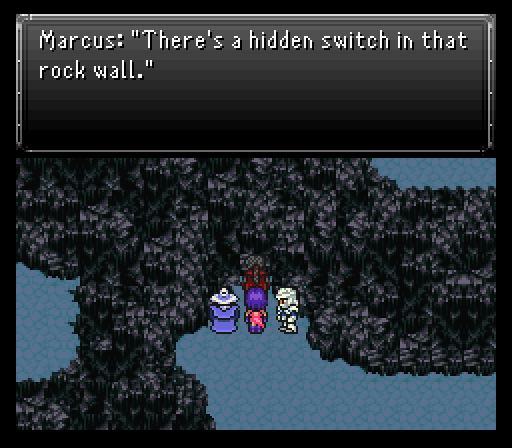 Marcus: "There's a hidden switch in that
rock wall."